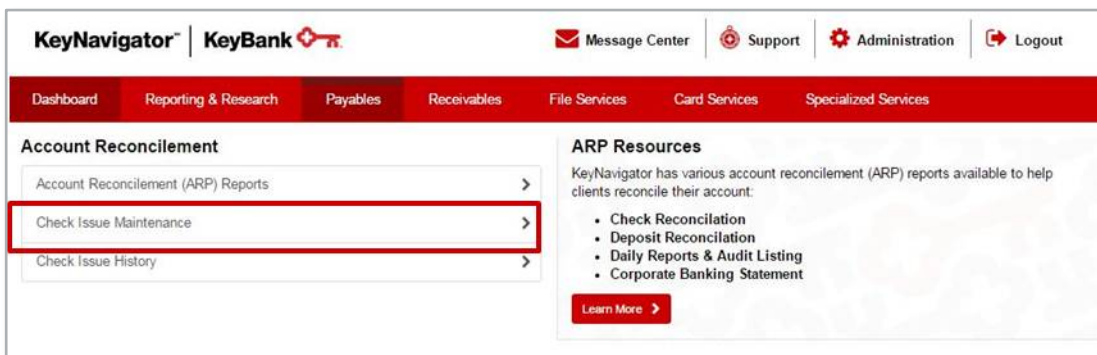 KeyNavigator™ | KeyBank
Message Center
Support
Administration
Logout
Dashboard
Reporting & Research
Payables
Receivables
File Services
Card Services
Specialized Services
Account Reconcilement
Account Reconcilement (ARP) Reports
Check Issue Maintenance
Check Issue History
ARP Resources
KeyNavigator has various account reconcilement (ARP) reports available to help
clients reconcile their account:
• Check Reconcilation
• Deposit Reconcilation
• Daily Reports & Audit Listing
• Corporate Banking Statement
Learn More